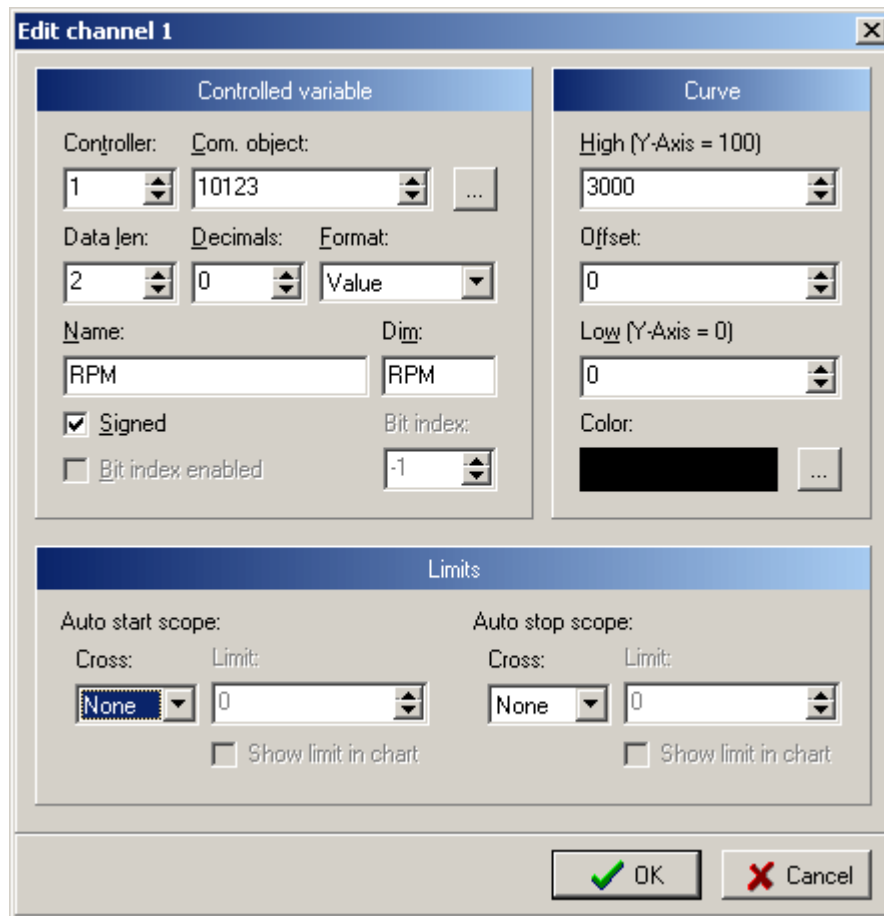 Edit channel 1
Controlled variable
Controller: Com. object:
1 10123 ...
Data len: Decimals: Format:
2 0 Value
Name: Dim:
RPM RPM
Signed Bit index:
Bit index enabled -1
Curve
High (Y-Axis = 100)
3000
Offset:
0
Low (Y-Axis = 0)
0
Color:
...
Limits
Auto start scope:
Cross: Limit:
None 0
Show limit in chart
Auto stop scope:
Cross: Limit:
None 0
Show limit in chart
OK Cancel